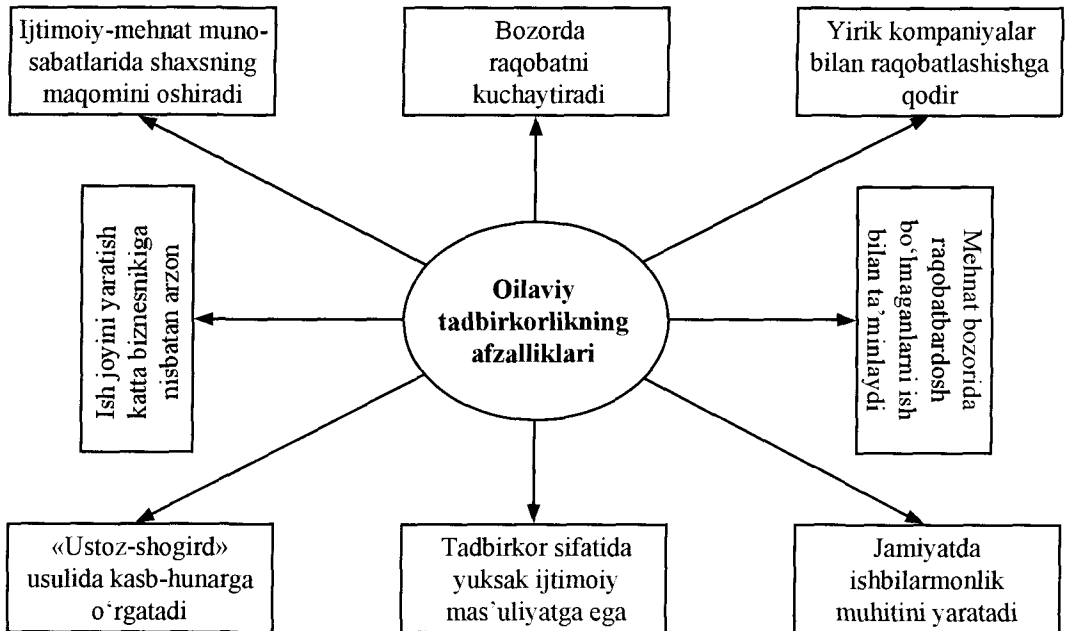 Ijtimoiy-mehnat muno-
sabatlarida shaxsning
maqomini oshiradi
Bozorda
raqobatni
kuchaytiradi
Yirik kompaniyalar
bilan raqobatlashishga
qodir
Ish joyini yaratish
katta biznesnikiga
nisbatan arzon
Oilaviy
tadbirkorlikning
afzalliklari
Mehnat bozorida
raqobatbardosh
bo‘lmaganlarni ish
bilan ta’minlaydi
«Ustoz-shogird»
usulida kasb-hunarga
o‘rgatadi
Tadbirkor sifatida
yuksak ijtimoiy
mas’uliyatga ega
Jamiyatda
ishbilarmonlik
muhitini yaratadi